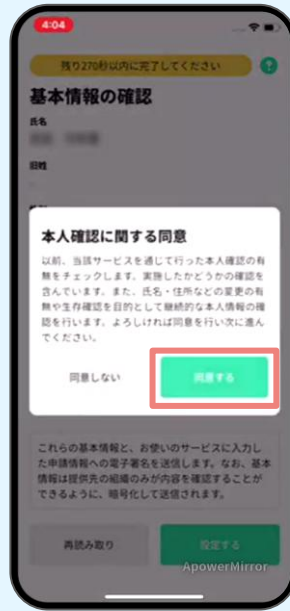 4:04
残り270秒以内に完了してください
?
基本情報の確認
氏名
旧姓
本人確認に関する同意
以前、当該サービスを通じて行った本人確認の有
無をチェックします。実施したかどうかの確認を
含んでいます。また、氏名・住所などの変更の有
無や生存確認を目的として継続的な本人情報の確
認を行います。よろしければ同意を行い次に進ん
でください。
同意しない
同意する
これらの基本情報と、お使いのサービスに入力し
た申請情報への電子署名を送信します。なお、基本
情報は提供先の組織のみが内容を確認することが
できるように、暗号化して送信されます。
再読み取り
設定する
ApowerMirror